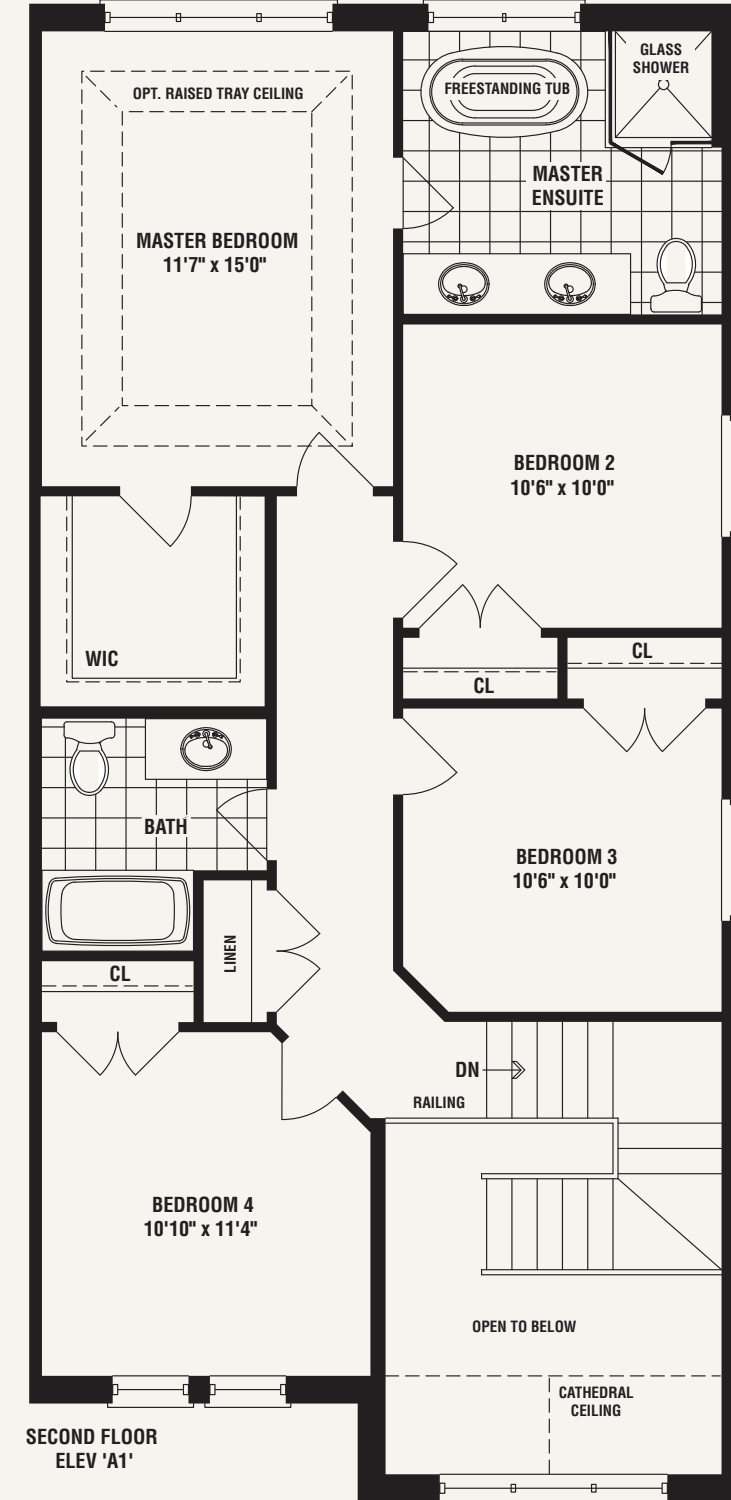 GLASS
SHOWER
OPT. RAISED TRAY CEILING
FREESTANDING TUB
MASTER
ENSUITE
MASTER BEDROOM
11'7" x 15'0"
BEDROOM 2
10'6" x 10'0"
WIC
CL
CL
BATH
BEDROOM 3
10'6" x 10'0"
LINEN
CL
DN
RAILING
BEDROOM 4
10'10" x 11'4"
OPEN TO BELOW
CATHEDRAL
CEILING
SECOND FLOOR
ELEV 'A1'